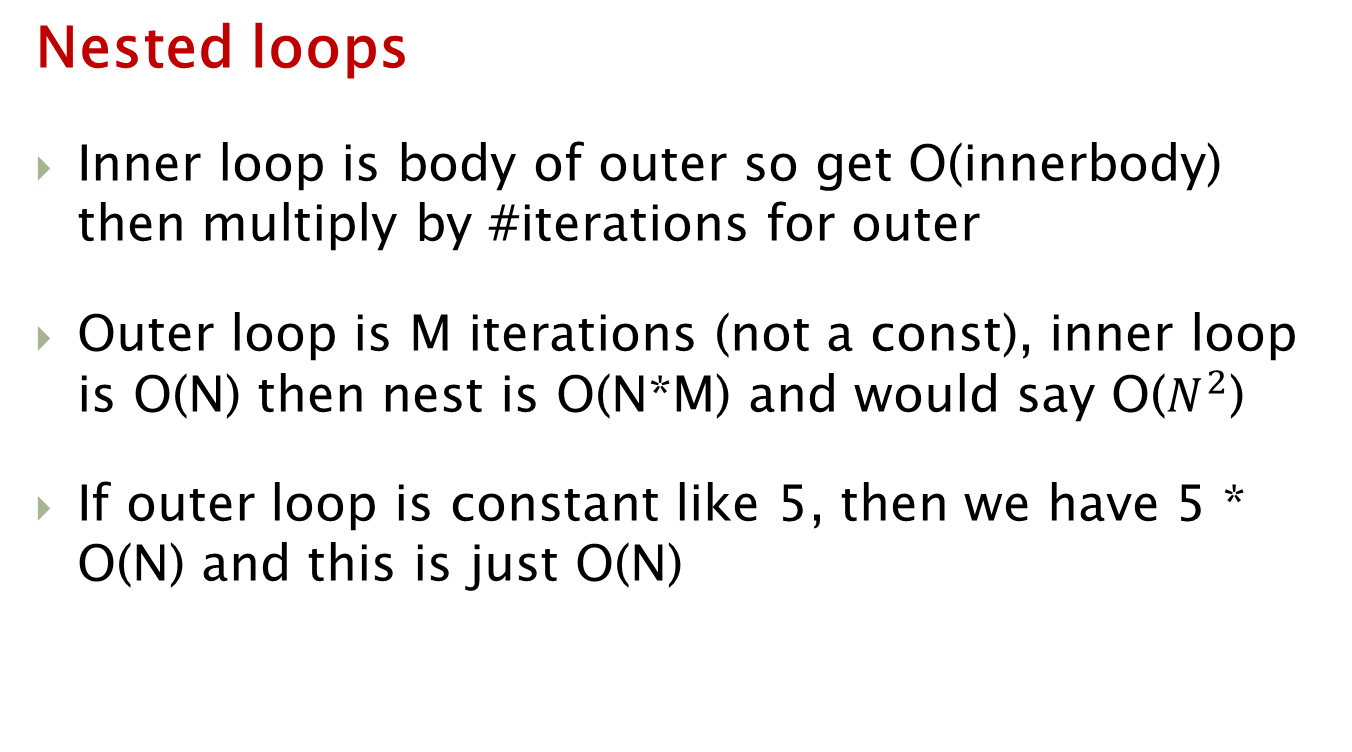 Nested loops
Inner loop is body of outer so get O(innerbody)
then multiply by #iterations for outer
Outer loop is M iterations (not a const), inner loop
is O(N) then nest is O(N*M) and would say O(N²)
If outer loop is constant like 5, then we have 5 *
O(N) and this is just O(N)